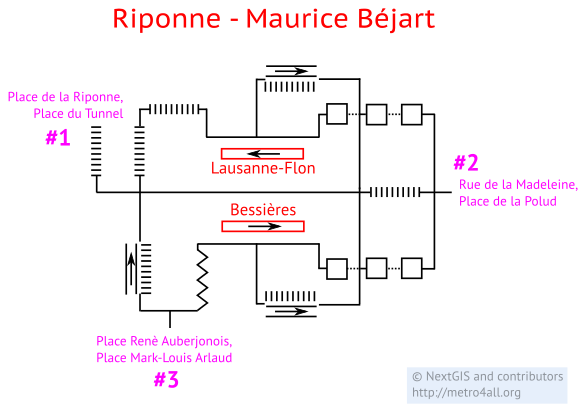 Riponne - Maurice Béjart
Place de la Riponne,
Place du Tunnel
#1
Lausanne-Flon
#2
Rue de la Madeleine,
Place de la Polud
Bessières
Place Renè Auberjonois,
Place Mark-Louis Arlaud
#3
© NextGIS and contributors
http://metro4all.org